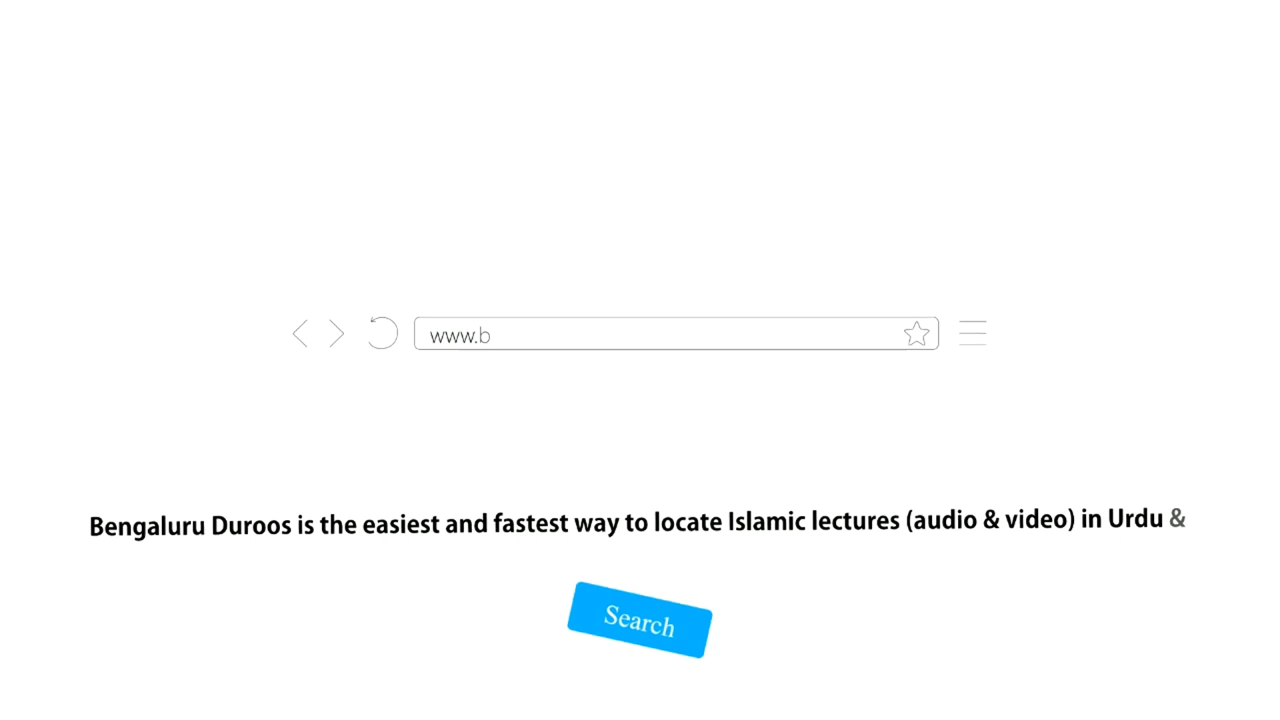 www.b
Bengaluru Duroos is the easiest and fastest way to locate Islamic lectures (audio & video) in Urdu &
Search